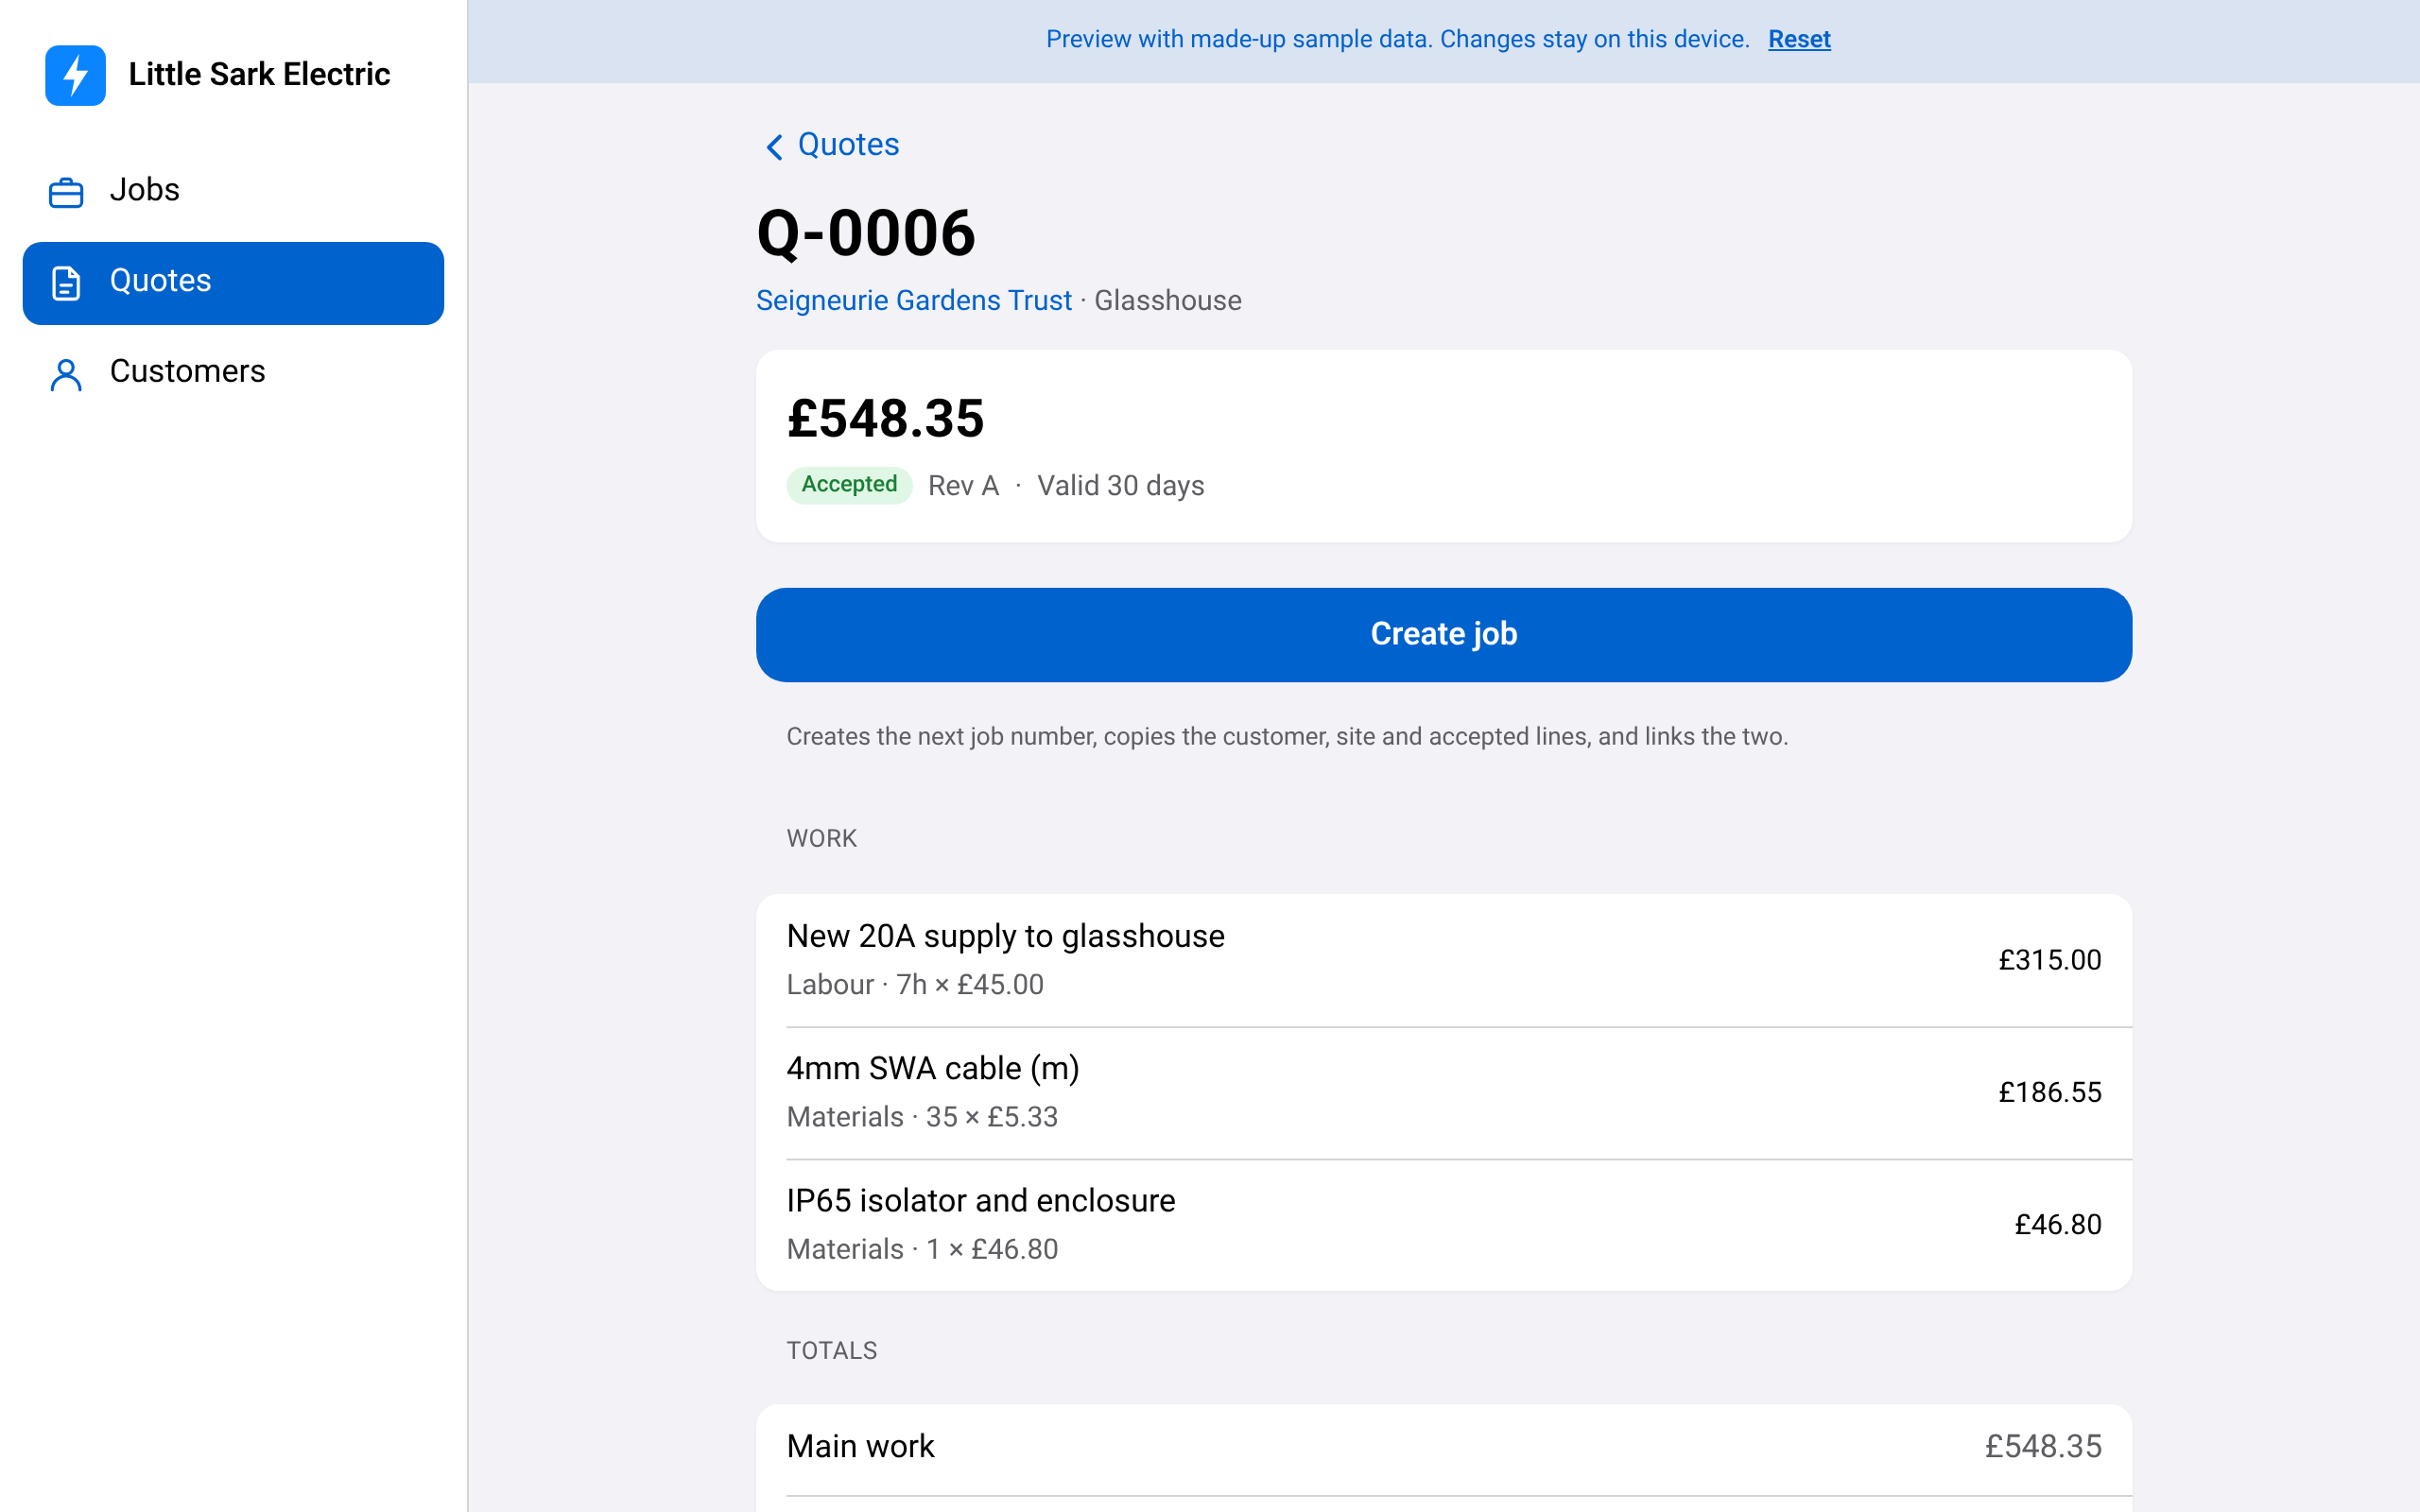 Little Sark Electric
Jobs
Quotes
Customers
Preview with made-up sample data. Changes stay on this device. Reset
Quotes
Q-0006
Seigneurie Gardens Trust · Glasshouse
£548.35
Accepted Rev A · Valid 30 days
Create job
Creates the next job number, copies the customer, site and accepted lines, and links the two.
WORK
New 20A supply to glasshouse
Labour · 7h × £45.00
£315.00
4mm SWA cable (m)
Materials · 35 × £5.33
£186.55
IP65 isolator and enclosure
Materials · 1 × £46.80
£46.80
TOTALS
Main work £548.35